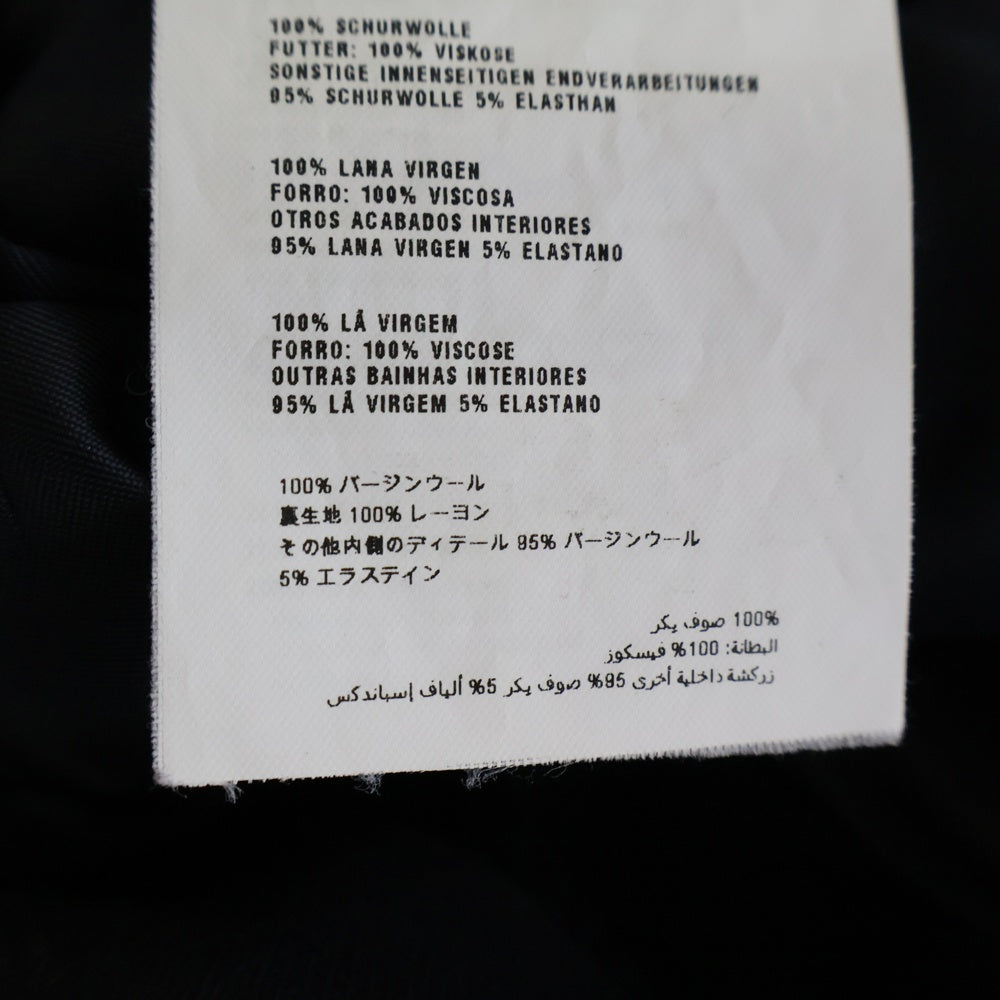 100% SCHURWOLLE
FUTTER: 100% VISKOSE
SONSTIGE INNENSEITIGEN ENDVERARBEITUNGEN
95% SCHURWOLLE 5% ELASTHAN
100% LANA VIRGEN
FORRO: 100% VISCOSA
OTROS ACABADOS INTERIORES
95% LANA VIRGEN 5% ELASTANO
100% LÃ VIRGEM
FORRO: 100% VISCOSE
OUTRAS BAINHAS INTERIORES
95% LÃ VIRGEM 5% ELASTANO
100% バージンウール
裏生地 100% レーヨン
その他内側のディテール 95% バージンウール
5% エラステイン
100% صوف بكر
البطانة: 100% فيسكوز
زركشة داخلية أخرى 95% صوف بكر 5% ألياف إسباندكس